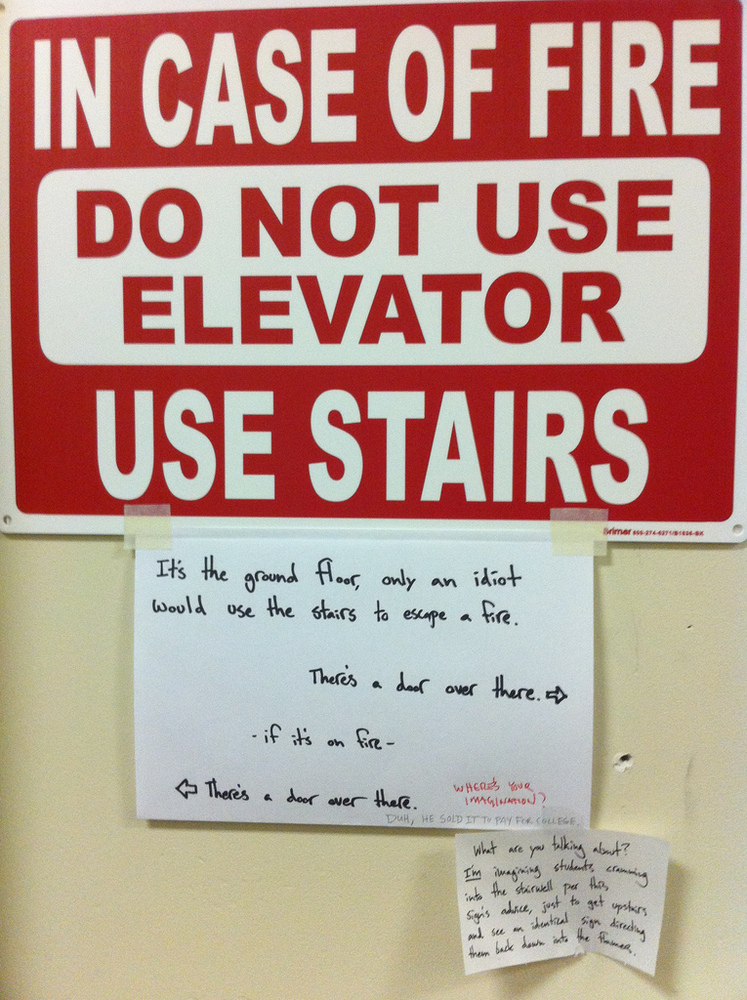 IN CASE OF FIRE
DO NOT USE
ELEVATOR
USE STAIRS
Brimar 
It's the ground floor, only an idiot
would use the stairs to escape a fire.
There's a door over there. ⇨
- if it's on fire -
⇦ There's a door over there.
WHERE'S YOUR
IMAGINATION?
DUH, HE SOLD IT TO PAY FOR COLLEGE.
What are you talking about?
I'm imagining students cramming
into the stairwell per this
sign's advice, just to get upstairs
and see an identical sign directing
them back down into the flames.